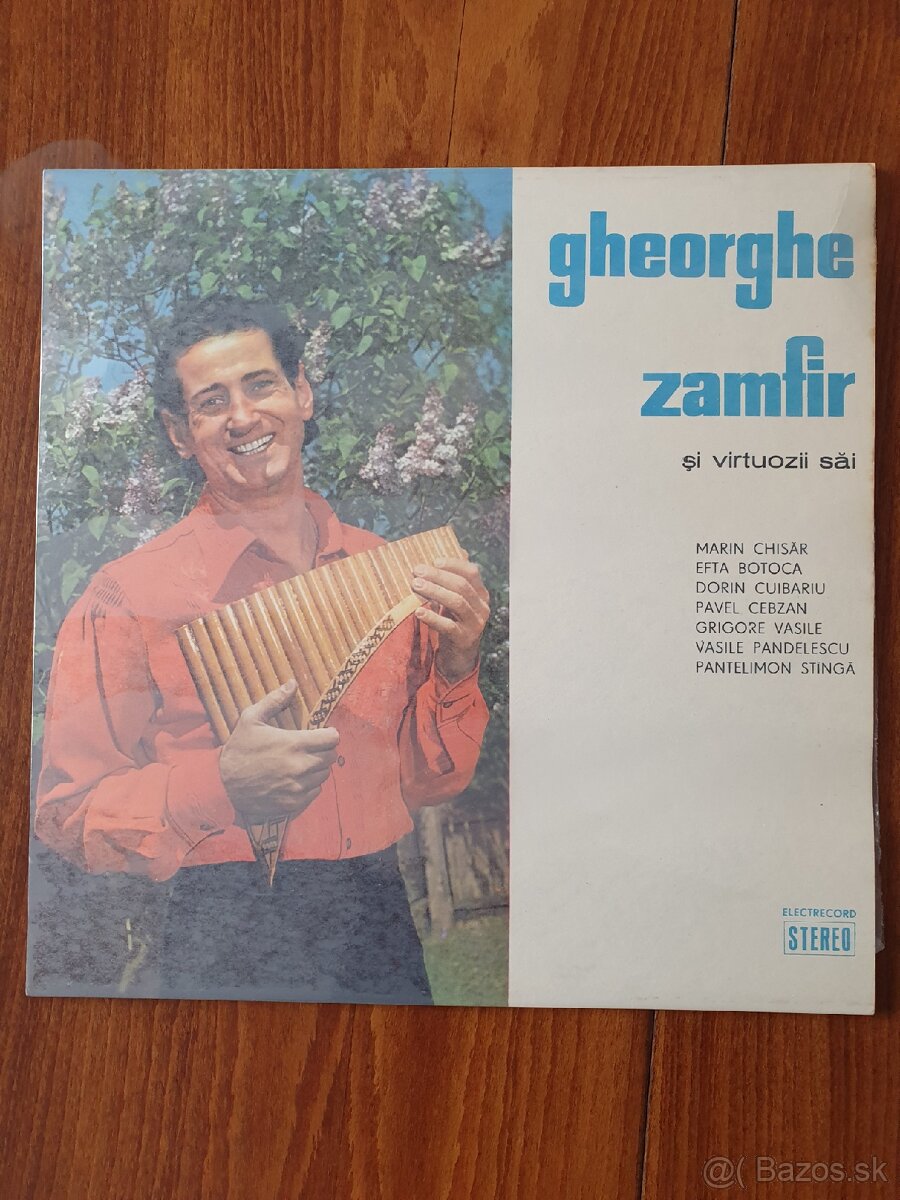 gheorghe
zamfir
și virtuozii săi
MARIN CHISĂR
EFTA BOTOCA
DORIN CUIBARIU
PAVEL CEBZAN
GRIGORE VASILE
VASILE PANDELESCU
PANTELIMON STINGĂ
ELECTRECORD
STEREO
@( Bazos.sk